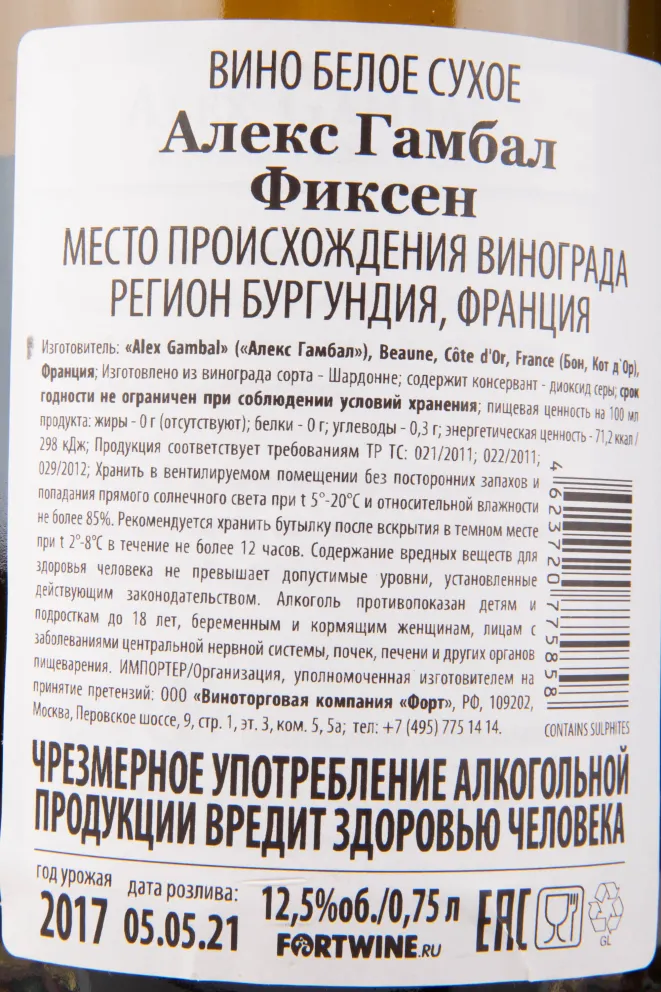 ВИНО БЕЛОЕ СУХОЕ
Алекс Гамбал
Фиксен
МЕСТО ПРОИСХОЖДЕНИЯ ВИНОГРАДА
РЕГИОН БУРГУНДИЯ, ФРАНЦИЯ
Изготовитель: «Alex Gambal» («Алекс Гамбал»), Beaune, Côte d'Or, France (Бон, Кот д`Ор),
Франция; Изготовлено из винограда сорта - Шардонне; содержит консервант - диоксид серы; срок
годности не ограничен при соблюдении условий хранения; пищевая ценность на 100 мл
продукта: жиры - 0 г (отсутствуют); белки - 0 г; углеводы - 0,3 г; энергетическая ценность - 71,2 ккал /
298 кДж; Продукция соответствует требованиям ТР ТС: 021/2011; 022/2011;
029/2012; Хранить в вентилируемом помещении без посторонних запахов и
попадания прямого солнечного света при t 5°-20°С и относительной влажности
не более 85%. Рекомендуется хранить бутылку после вскрытия в темном месте
при t 2°-8°С в течение не более 12 часов. Содержание вредных веществ для
здоровья человека не превышает допустимые уровни, установленные
действующим законодательством. Алкоголь противопоказан детям и
подросткам до 18 лет, беременным и кормящим женщинам, лицам с
заболеваниями центральной нервной системы, почек, печени и других органов
пищеварения. ИМПОРТЕР/Организация, уполномоченная изготовителем на
принятие претензий: ООО «Виноторговая компания «Форт», РФ, 109202,
Москва, Перовское шоссе, 9, стр. 1, эт. 3, ком. 5, 5а; тел: +7 (495) 775 14 14.
4 623720 775858
CONTAINS SULPHITES
ЧРЕЗМЕРНОЕ УПОТРЕБЛЕНИЕ АЛКОГОЛЬНОЙ
ПРОДУКЦИИ ВРЕДИТ ЗДОРОВЬЮ ЧЕЛОВЕКА
год урожая дата розлива:
2017 05.05.21 12,5%об./0,75 л
FORTWINE.RU
EAC
GL